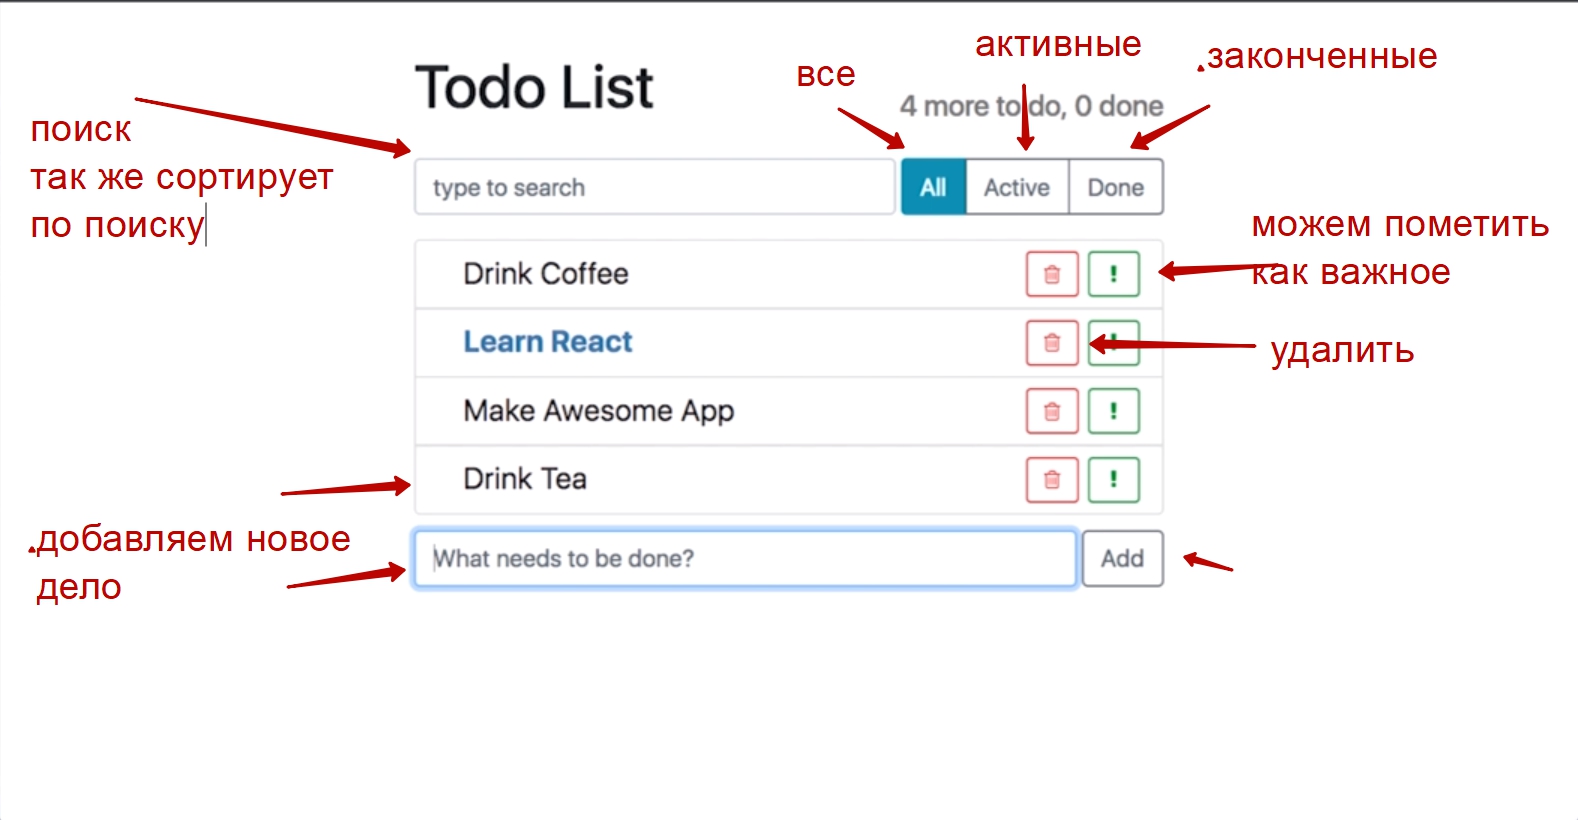 активные
.законченные
все
Todo List
4 more to do, 0 done
поиск
так же сортирует
по поиску
type to search
All
Active
Done
можем пометить
как важное
Drink Coffee
!
Learn React
!
удалить
Make Awesome App
!
Drink Tea
!
.добавляем новое
дело
What needs to be done?
Add